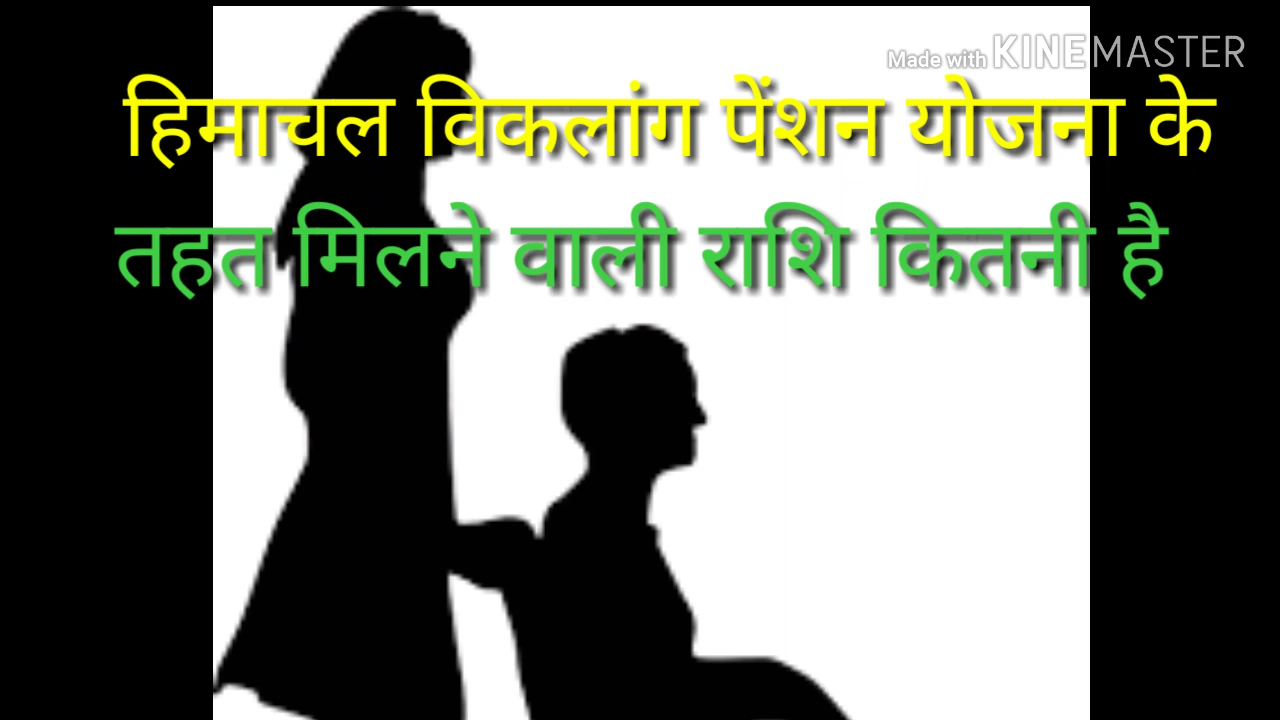 Made with KINEMASTER
हिमाचल विकलांग पेंशन योजना के
तहत मिलने वाली राशि कितनी है